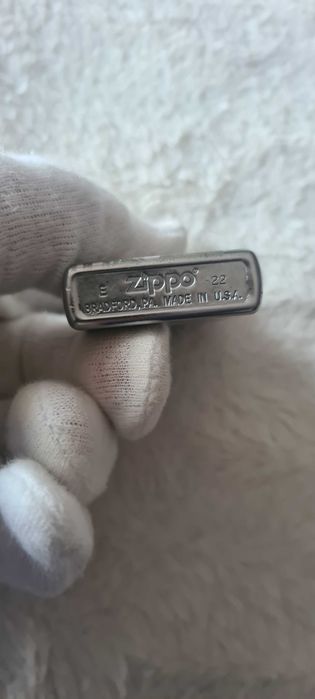 E Zippo® 22
BRADFORD, PA. MADE IN U.S.A.